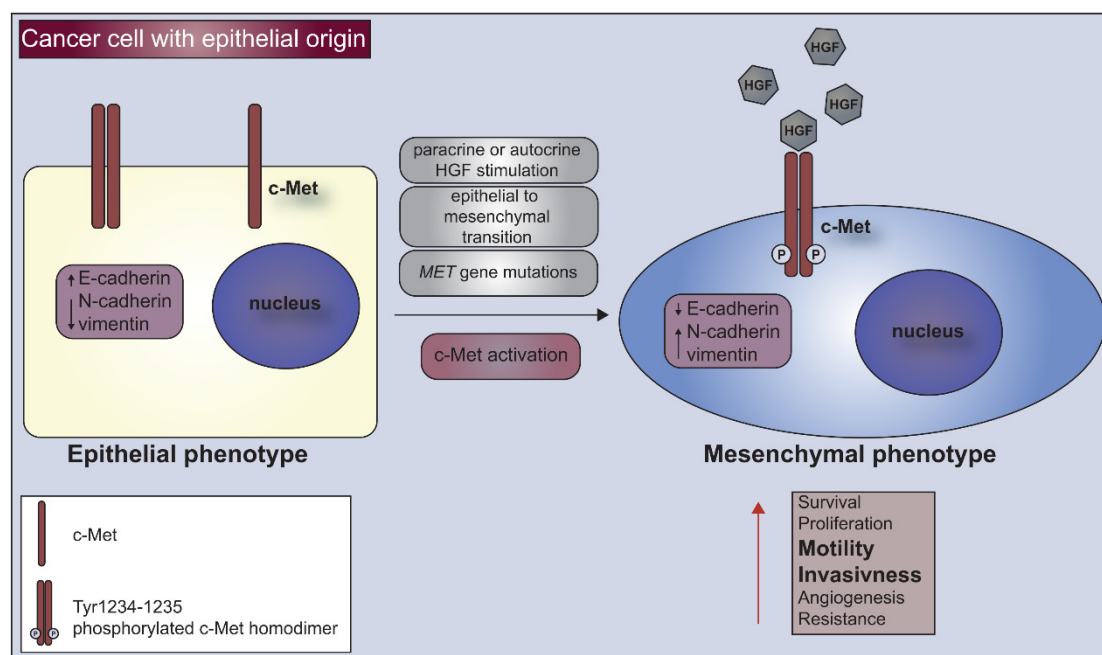 Cancer cell with epithelial origin
c-Met
↑ E-cadherin
N-cadherin
↓ vimentin
nucleus
Epithelial phenotype
paracrine or autocrine
HGF stimulation
epithelial to
mesenchymal
transition
MET gene mutations
c-Met activation
HGF
HGF
HGF
HGF
c-Met
P
P
↓ E-cadherin
↑ N-cadherin
vimentin
nucleus
Mesenchymal phenotype
c-Met
P
P
Tyr1234-1235
phosphorylated c-Met homodimer
Survival
Proliferation
Motility
Invasivness
Angiogenesis
Resistance